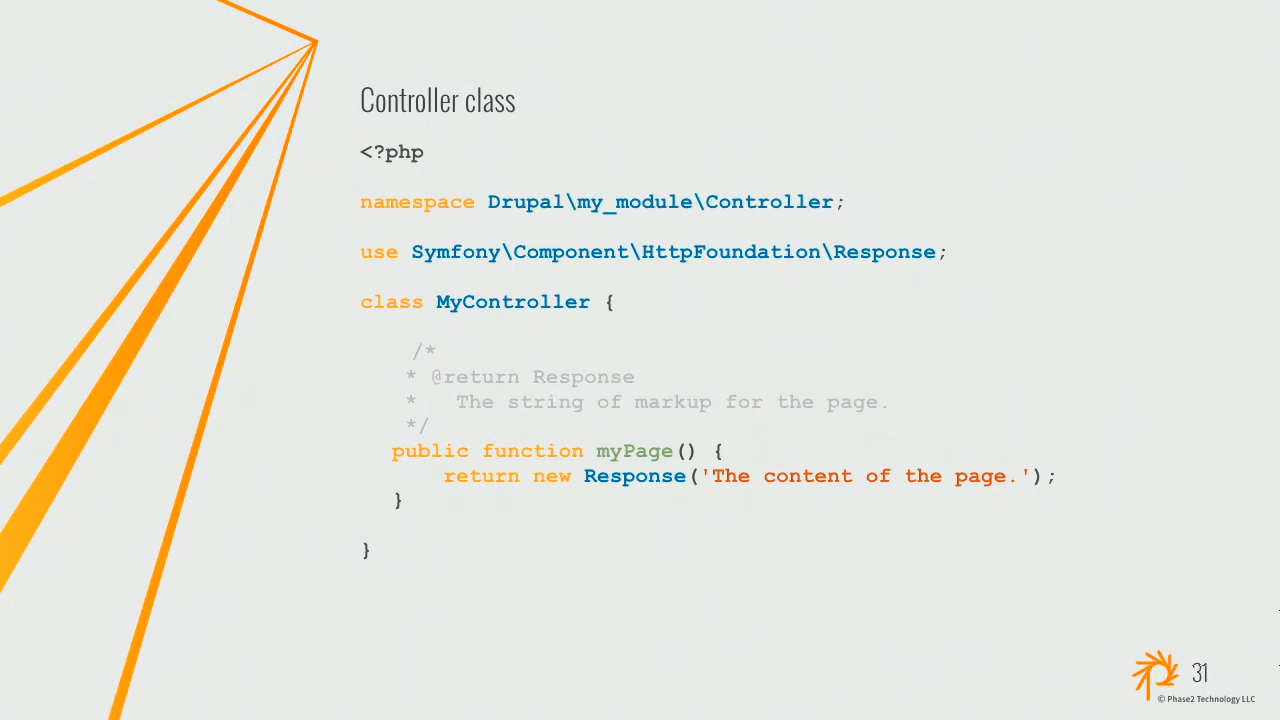 Controller class
<?php
namespace Drupal\my_module\Controller;
use Symfony\Component\HttpFoundation\Response;
class MyController {
/*
* @return Response
* The string of markup for the page.
*/
public function myPage() {
return new Response('The content of the page.');
}
}
31
© Phase2 Technology LLC